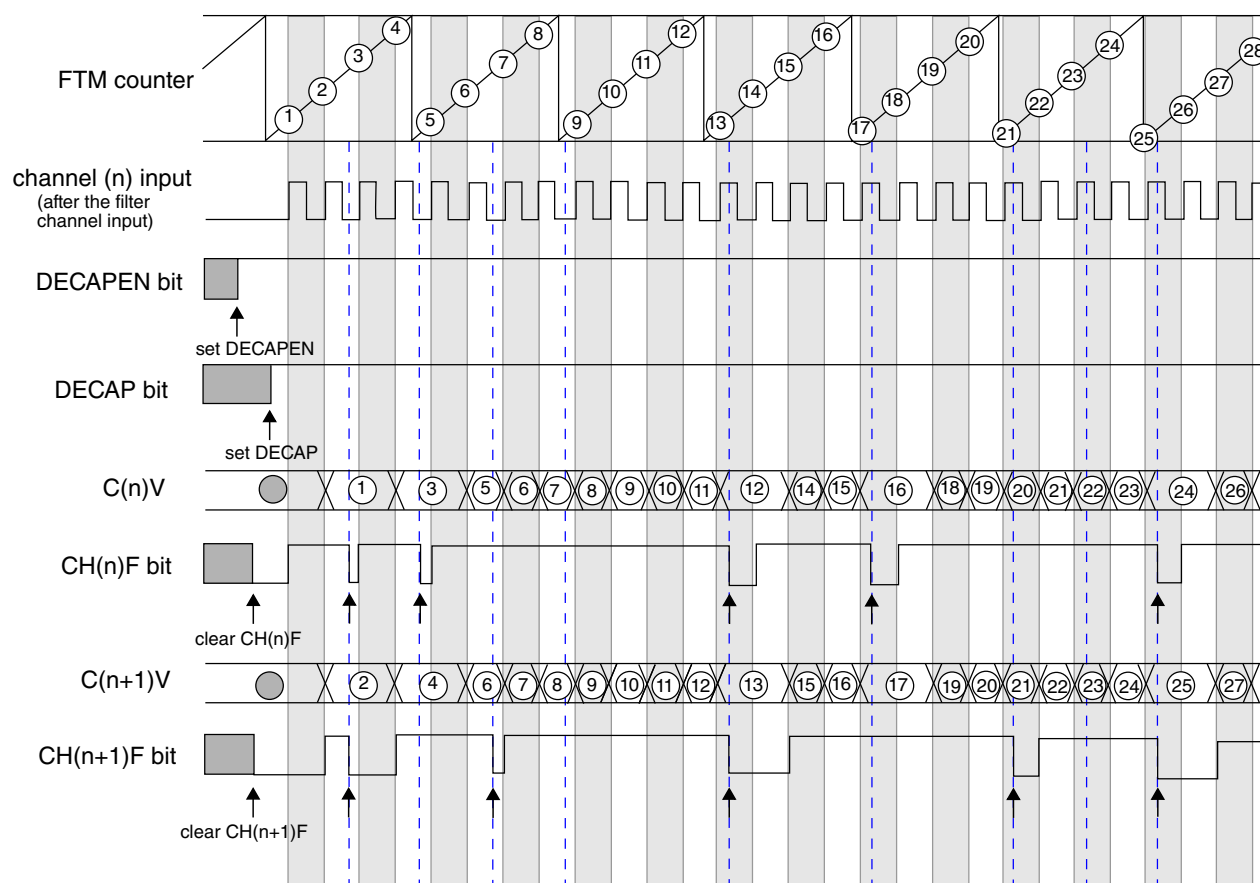 FTM counter
1 2 3 4 5 6 7 8 9 10 11 12 13 14 15 16 17 18 19 20 21 22 23 24 25 26 27 28
channel (n) input
(after the filter
channel input)
DECAPEN bit
set DECAPEN
DECAP bit
set DECAP
C(n)V
1 3 5 6 7 8 9 10 11 12 14 15 16 18 19 20 21 22 23 24 26
CH(n)F bit
clear CH(n)F
C(n+1)V
2 4 6 7 8 9 10 11 12 13 15 16 17 19 20 21 22 23 24 25 27
CH(n+1)F bit
clear CH(n+1)F